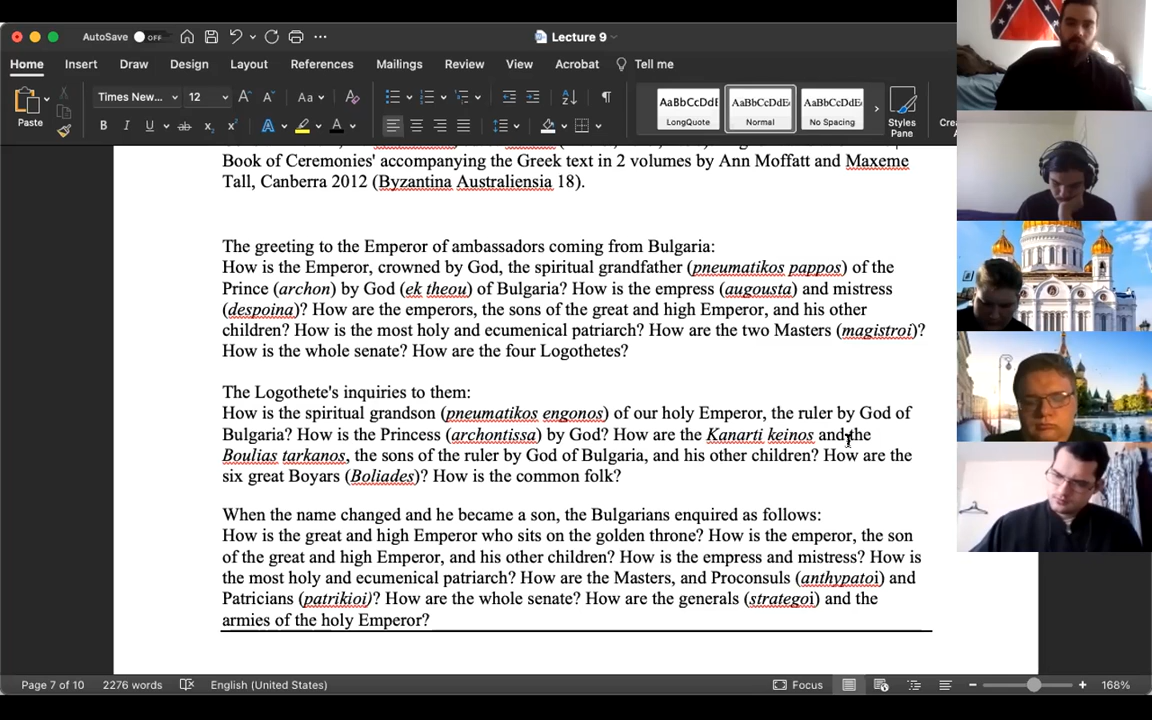 AutoSave OFF
Lecture 9
Home Insert Draw Design Layout References Mailings Review View Acrobat Tell me
Paste
Times New... 12
AaBbCcDdE AaBbCcDdE AaBbCcDdE
LongQuote Normal No Spacing
Styles
Pane
Book of Ceremonies' accompanying the Greek text in 2 volumes by Ann Moffatt and Maxeme
Tall, Canberra 2012 (Byzantina Australiensia 18).
The greeting to the Emperor of ambassadors coming from Bulgaria:
How is the Emperor, crowned by God, the spiritual grandfather (pneumatikos pappos) of the
Prince (archon) by God (ek theou) of Bulgaria? How is the empress (augousta) and mistress
(despoina)? How are the emperors, the sons of the great and high Emperor, and his other
children? How is the most holy and ecumenical patriarch? How are the two Masters (magistroi)?
How is the whole senate? How are the four Logothetes?
The Logothete's inquiries to them:
How is the spiritual grandson (pneumatikos engonos) of our holy Emperor, the ruler by God of
Bulgaria? How is the Princess (archontissa) by God? How are the Kanarti keinos and the
Boulias tarkanos, the sons of the ruler by God of Bulgaria, and his other children? How are the
six great Boyars (Boliades)? How is the common folk?
When the name changed and he became a son, the Bulgarians enquired as follows:
How is the great and high Emperor who sits on the golden throne? How is the emperor, the son
of the great and high Emperor, and his other children? How is the empress and mistress? How is
the most holy and ecumenical patriarch? How are the Masters, and Proconsuls (anthypatoi) and
Patricians (patrikioi)? How are the whole senate? How are the generals (strategoi) and the
armies of the holy Emperor?
Page 7 of 10 2276 words English (United States) Focus 168%